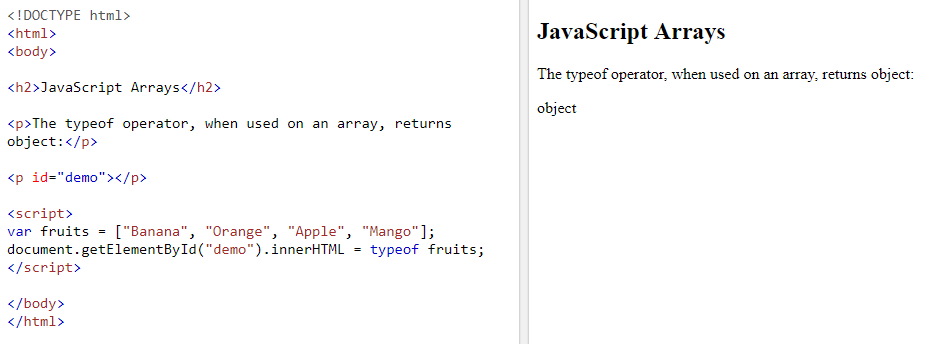 <!DOCTYPE html>
<html>
<body>
<h2>JavaScript Arrays</h2>
<p>The typeof operator, when used on an array, returns
object:</p>
<p id="demo"></p>
<script>
var fruits = ["Banana", "Orange", "Apple", "Mango"];
document.getElementById("demo").innerHTML = typeof fruits;
</script>
</body>
</html>
JavaScript Arrays
The typeof operator, when used on an array, returns object:
object